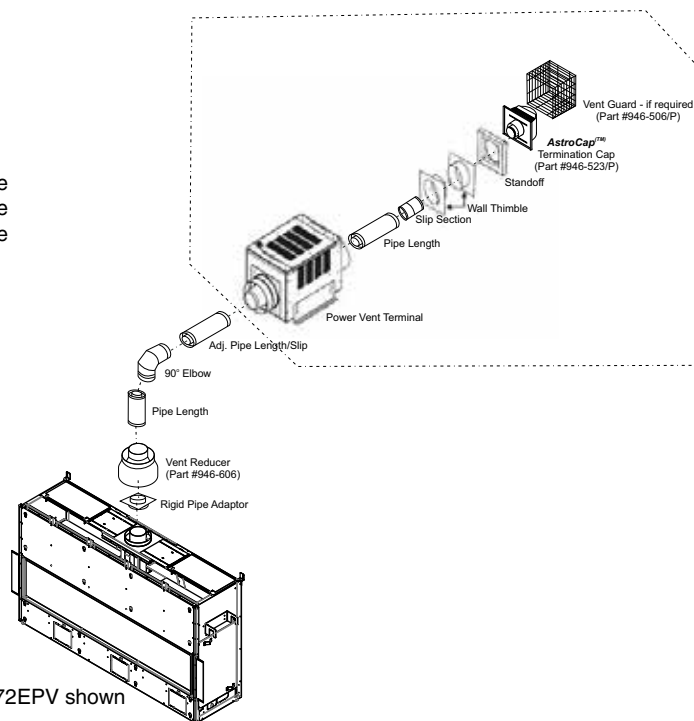 Vent Guard - if required
(Part #946-506/P)
AstroCap(TM)
Termination Cap
(Part #946-523/P)
Standoff
Wall Thimble
Slip Section
Pipe Length
Power Vent Terminal
Adj. Pipe Length/Slip
90° Elbow
Pipe Length
Vent Reducer
(Part #946-606)
Rigid Pipe Adaptor
e
e
e
72EPV shown